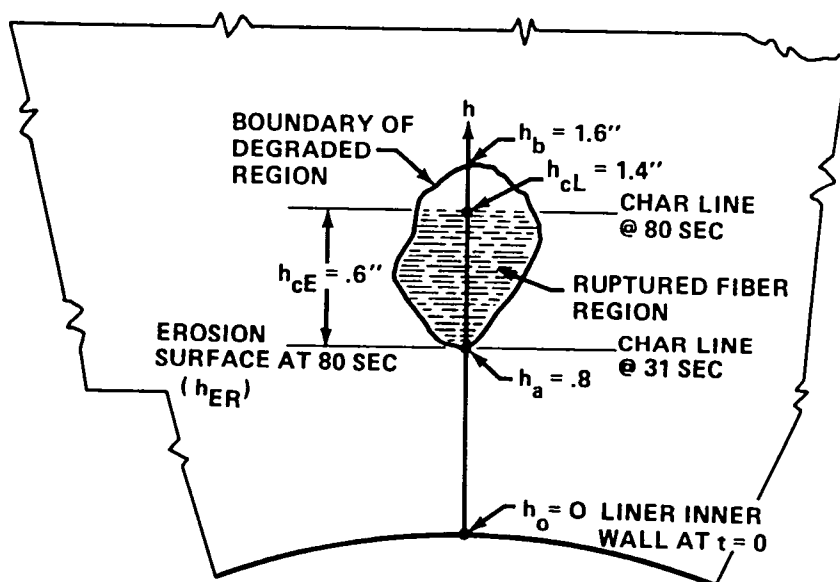 h
BOUNDARY OF
DEGRADED
REGION
h_b = 1.6"
h_cL = 1.4"
CHAR LINE
@ 80 SEC
h_cE = .6"
RUPTURED FIBER
REGION
EROSION
SURFACE AT 80 SEC
(h_ER)
CHAR LINE
@ 31 SEC
h_a = .8
h_o = O LINER INNER
WALL AT t = 0